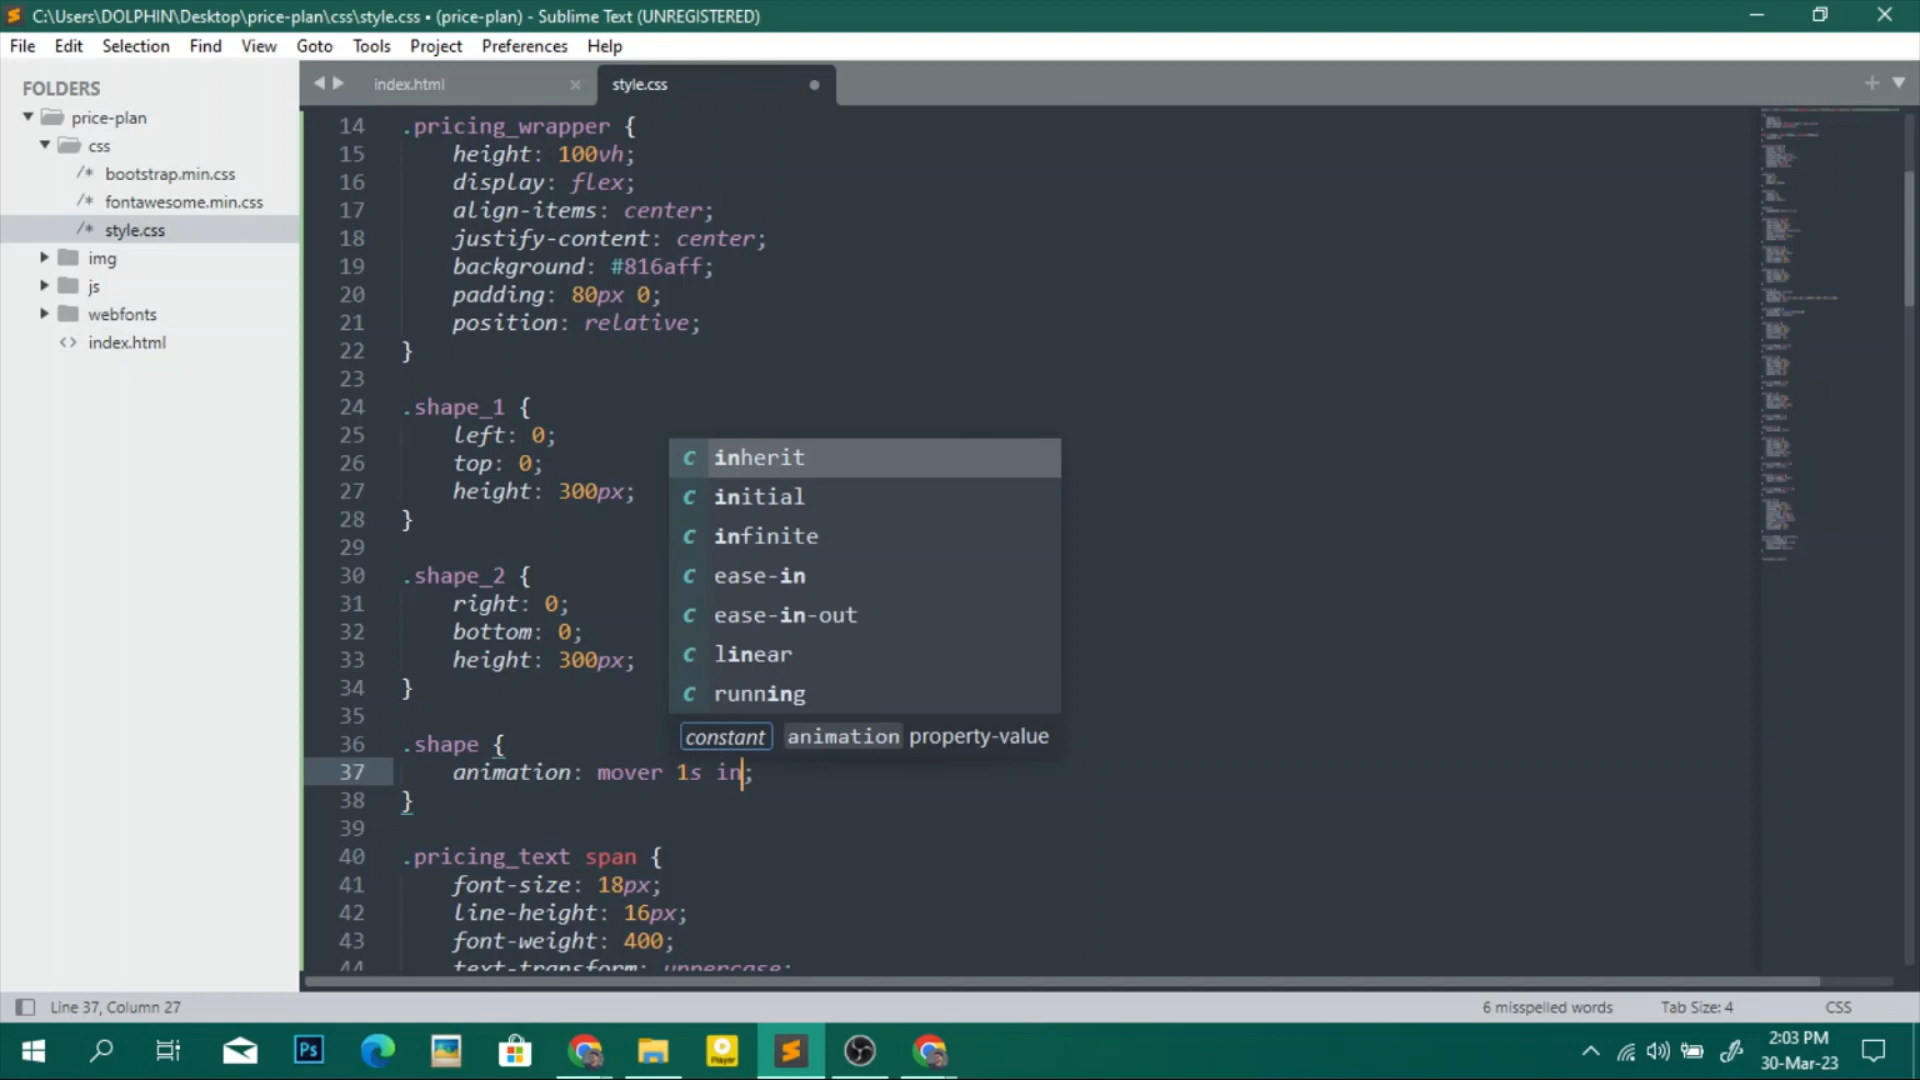 C:\Users\DOLPHIN\Desktop\price-plan\css\style.css • (price-plan) - Sublime Text (UNREGISTERED)
File Edit Selection Find View Goto Tools Project Preferences Help
FOLDERS
price-plan
css
/* bootstrap.min.css
/* fontawesome.min.css
/* style.css
img
js
webfonts
<> index.html
index.html
style.css
14 .pricing_wrapper {
15 height: 100vh;
16 display: flex;
17 align-items: center;
18 justify-content: center;
19 background: #816aff;
20 padding: 80px 0;
21 position: relative;
22 }
23
24 .shape_1 {
25 left: 0;
26 top: 0;
27 height: 300px;
28 }
29
30 .shape_2 {
31 right: 0;
32 bottom: 0;
33 height: 300px;
34 }
35
36 .shape {
37 animation: mover 1s in;
38 }
39
40 .pricing_text span {
41 font-size: 18px;
42 line-height: 16px;
43 font-weight: 400;
44 text-transform: uppercase;
c inherit
c initial
c infinite
c ease-in
c ease-in-out
c linear
c running
constant animation property-value
Line 37, Column 27
6 misspelled words
Tab Size: 4
CSS
Ps
Player
2:03 PM
30-Mar-23